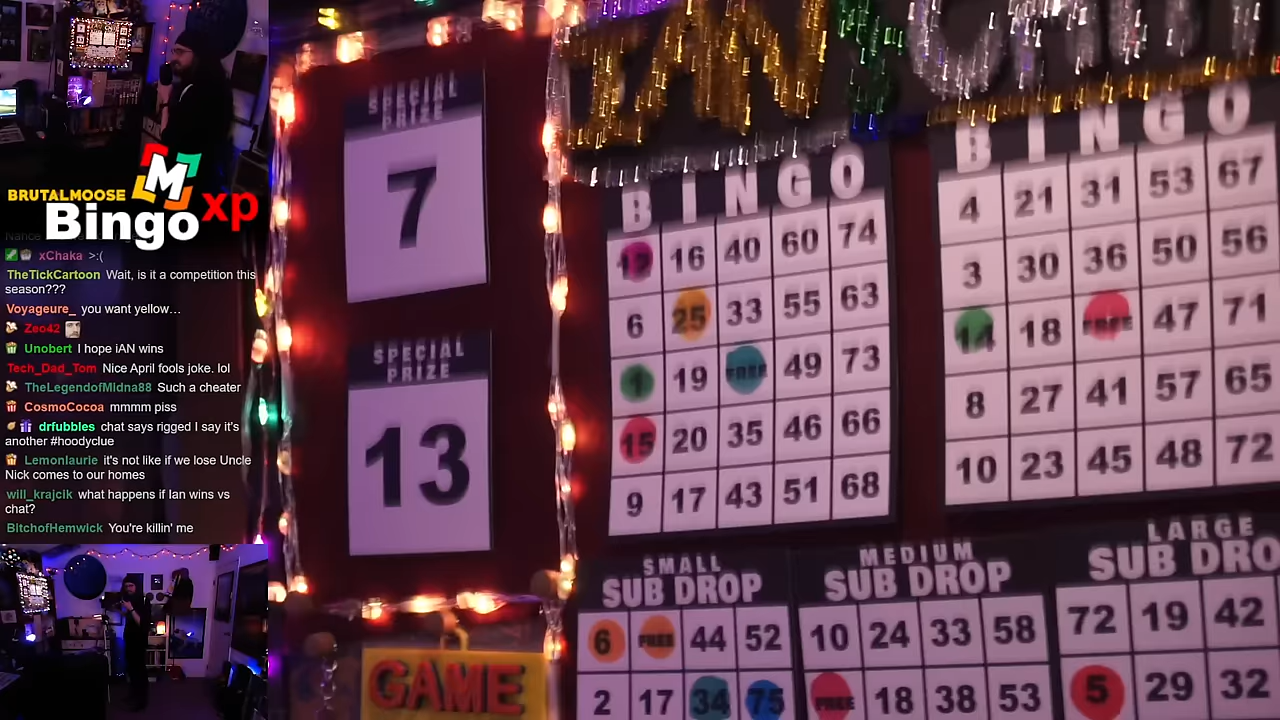 BRUTALMOOSE
M
Bingo xp
xChaka >:(
TheTickCartoon Wait, is it a competition this
season???
Voyageure_ you want yellow…
Zeo42
Unobert I hope iAN wins
Tech_Dad_Tom Nice April fools joke. lol
TheLegendofMidna88 Such a cheater
CosmoCocoa mmmm piss
drfubbles chat says rigged I say it's
another #hoodyclue
Lemonlaurie it's not like if we lose Uncle
Nick comes to our homes
will_krajcik what happens if Ian wins vs
chat?
BitchofHemwick You're killin' me
SPECIAL
PRIZE
7
SPECIAL
PRIZE
13
GAME
IAN
CHAT
B I N G O
16 40 60 74
6 25 33 55 63
1 19 FREE 49 73
15 20 35 46 66
9 17 43 51 68
B I N G O
4 21 31 53 67
3 30 36 50 56
14 18 FREE 47 71
8 27 41 57 65
10 23 45 48 72
SMALL
SUB DROP
6 FREE 44 52
2 17 34 75
MEDIUM
SUB DROP
10 24 33 58
FREE 18 38 53
LARGE
SUB DRO
72 19 42
5 29 32